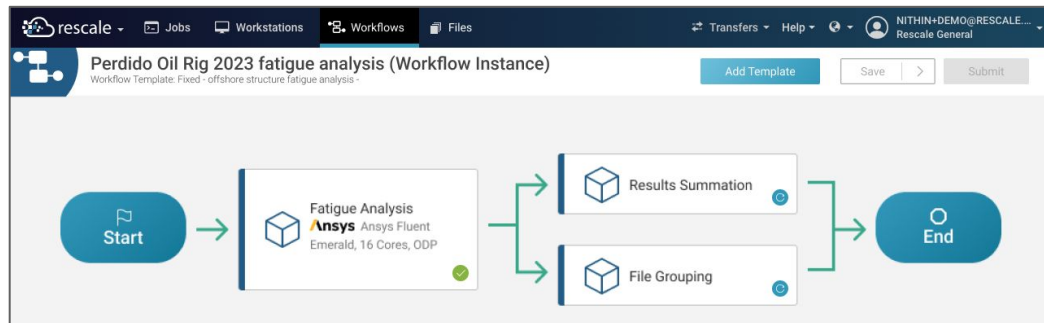 rescale
Jobs
Workstations
Workflows
Files
Transfers
Help
NITHIN+DEMO@RESCALE....
Rescale General
Perdido Oil Rig 2023 fatigue analysis (Workflow Instance)
Workflow Template: Fixed - offshore structure fatigue analysis -
Add Template
Save
Submit
Start
Fatigue Analysis
Ansys Ansys Fluent
Emerald, 16 Cores, ODP
Results Summation
File Grouping
End